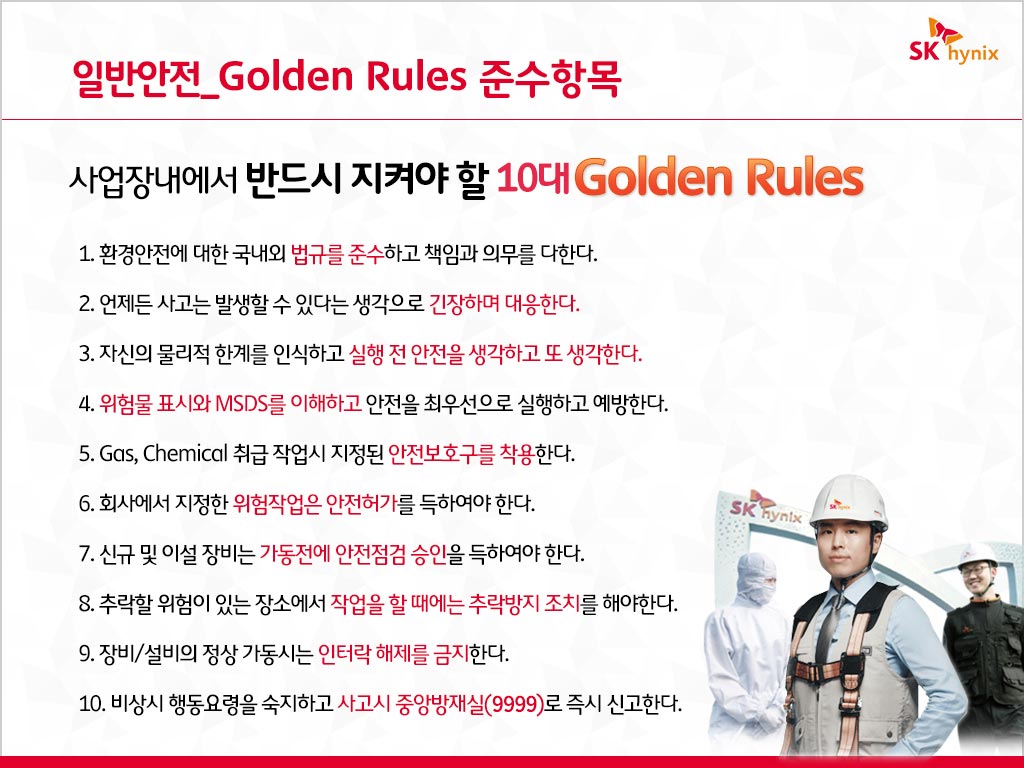 SK hynix
일반안전_Golden Rules 준수항목
사업장내에서 반드시 지켜야 할 10대 Golden Rules
1. 환경안전에 대한 국내외 법규를 준수하고 책임과 의무를 다한다.
2. 언제든 사고는 발생할 수 있다는 생각으로 긴장하며 대응한다.
3. 자신의 물리적 한계를 인식하고 실행 전 안전을 생각하고 또 생각한다.
4. 위험물 표시와 MSDS를 이해하고 안전을 최우선으로 실행하고 예방한다.
5. Gas, Chemical 취급 작업시 지정된 안전보호구를 착용한다.
6. 회사에서 지정한 위험작업은 안전허가를 득하여야 한다.
7. 신규 및 이설 장비는 가동전에 안전점검 승인을 득하여야 한다.
8. 추락할 위험이 있는 장소에서 작업을 할 때에는 추락방지 조치를 해야한다.
9. 장비/설비의 정상 가동시는 인터락 해제를 금지한다.
10. 비상시 행동요령을 숙지하고 사고시 중앙방재실(9999)로 즉시 신고한다.
SK hynix
SK hynix